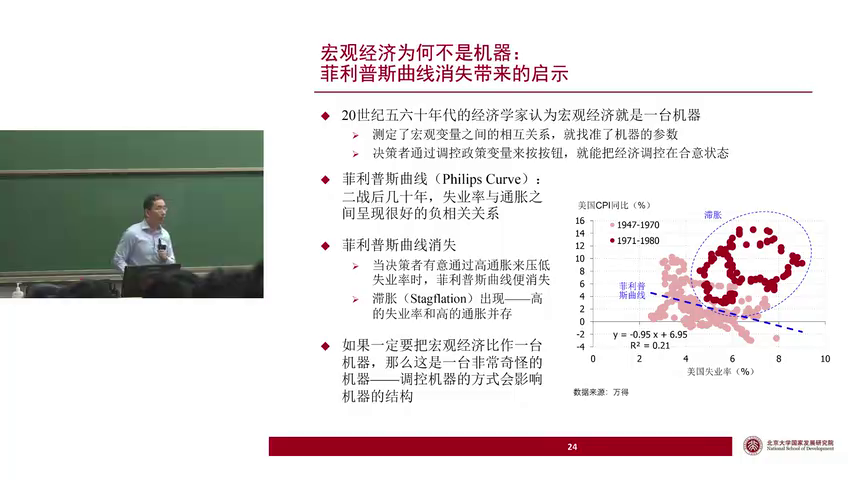 宏观经济为何不是机器：
菲利普斯曲线消失带来的启示
20世纪五六十年代的经济学家认为宏观经济就是一台机器
测定了宏观变量之间的相互关系，就找准了机器的参数
决策者通过调控政策变量来按按钮，就能把经济调控在合意状态
菲利普斯曲线（Philips Curve）：
二战后几十年，失业率与通胀之
间呈现很好的负相关关系
菲利普斯曲线消失
当决策者有意通过高通胀来压低
失业率时，菲利普斯曲线便消失
滞胀（Stagflation）出现——高
的失业率和高的通胀并存
如果一定要把宏观经济比作一台
机器，那么这是一台非常奇怪的
机器——调控机器的方式会影响
机器的结构
美国CPI同比（%）
滞胀
16
14
12
10
8
6
4
2
0
-2
-4
1947-1970
1971-1980
菲利普
斯曲线
y = -0.95 x + 6.95
R² = 0.21
0 2 4 6 8 10
美国失业率（%）
数据来源：万得
24
北京大学国家发展研究院
National School of Development